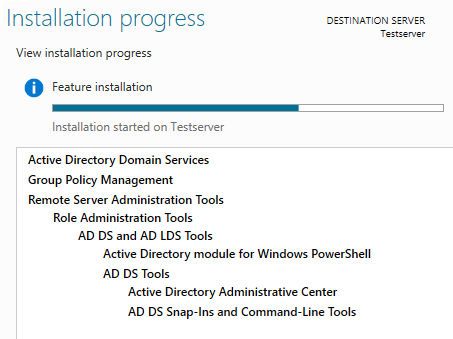 Installation progress
DESTINATION SERVER
Testserver
View installation progress
Feature installation
Installation started on Testserver
Active Directory Domain Services
Group Policy Management
Remote Server Administration Tools
Role Administration Tools
AD DS and AD LDS Tools
Active Directory module for Windows PowerShell
AD DS Tools
Active Directory Administrative Center
AD DS Snap-Ins and Command-Line Tools